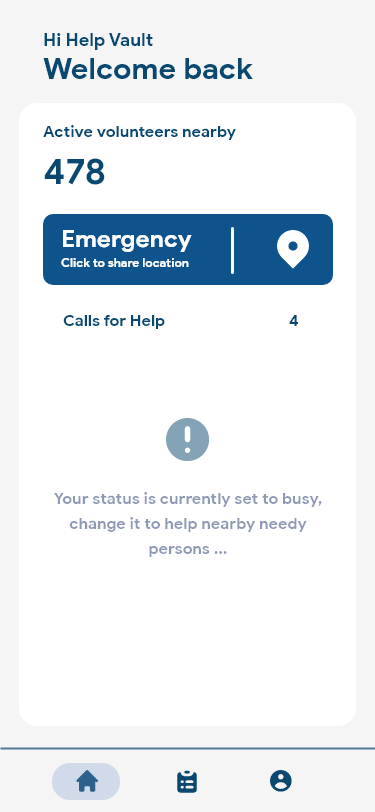 Hi Help Vault
Welcome back
Active volunteers nearby
478
Emergency
Click to share location
Calls for Help 4
Your status is currently set to busy,
change it to help nearby needy
persons ...